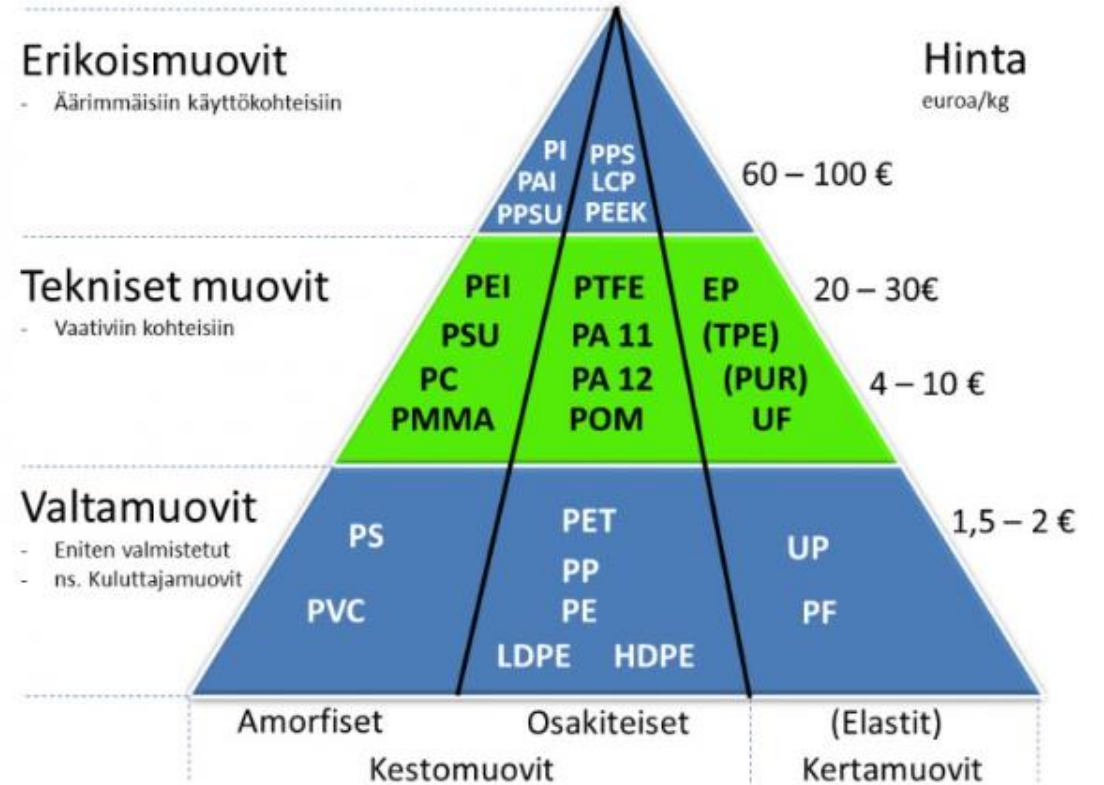 Erikoismuovit
- Äärimmäisiin käyttökohteisiin
Hinta
euroa/kg
PI
PAI
PPSU
PPS
LCP
PEEK
60 – 100 €
Tekniset muovit
- Vaativiin kohteisiin
PEI
PSU
PC
PMMA
PTFE
PA 11
PA 12
POM
EP
(TPE)
(PUR)
UF
20 – 30€
4 – 10 €
Valtamuovit
- Eniten valmistetut
- ns. Kuluttajamuovit
PS
PVC
PET
PP
PE
LDPE HDPE
UP
PF
1,5 – 2 €
Amorfiset
Osakiteiset
(Elastit)
Kestomuovit
Kertamuovit